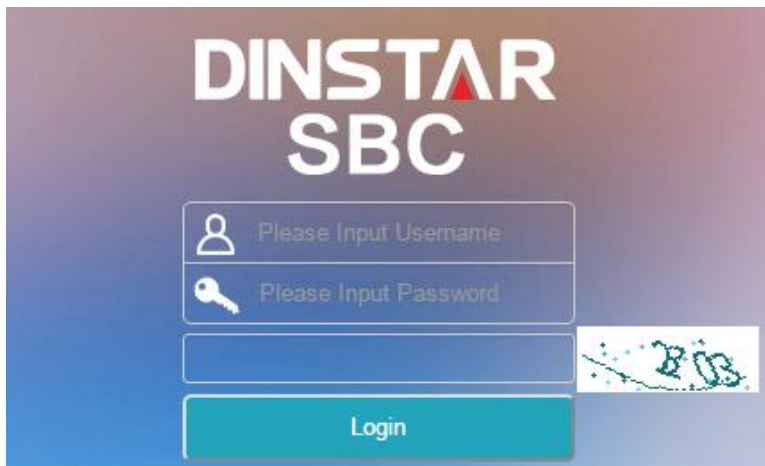 DINSTAR
SBC
Please Input Username
Please Input Password
Login